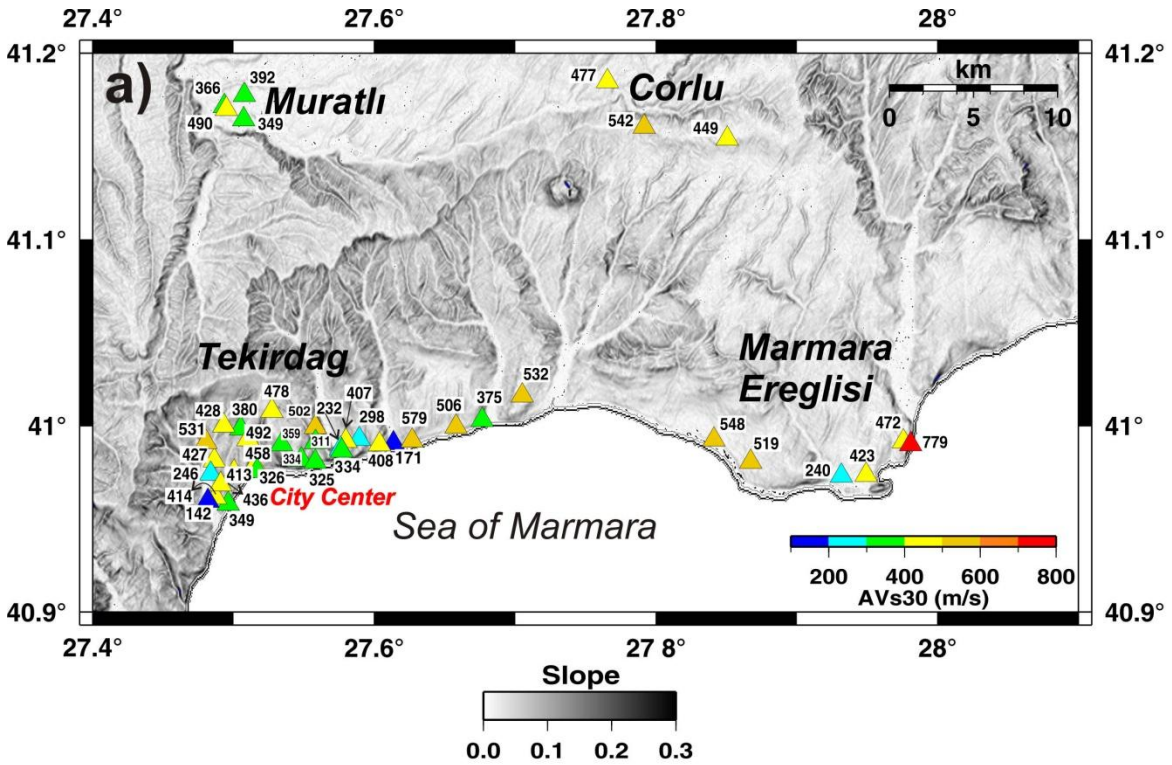 27.4° 27.6° 27.8° 28°
41.2° 41.2°
a)
392
366
Muratlı
490
349
477
Corlu
542
449
km
0 5 10
41.1° 41.1°
Tekirdag
Marmara
Ereglisi
532
375
506
579
298
407
232
502
478
380
428
41° 41°
531
492
359
311
427
458
334
334
408
171
246
413
326
325
414
436
City Center
142
349
548
519
472
779
423
240
Sea of Marmara
200 400 600 800
AVs30 (m/s)
40.9° 40.9°
27.4° 27.6° 27.8° 28°
Slope
0.0 0.1 0.2 0.3